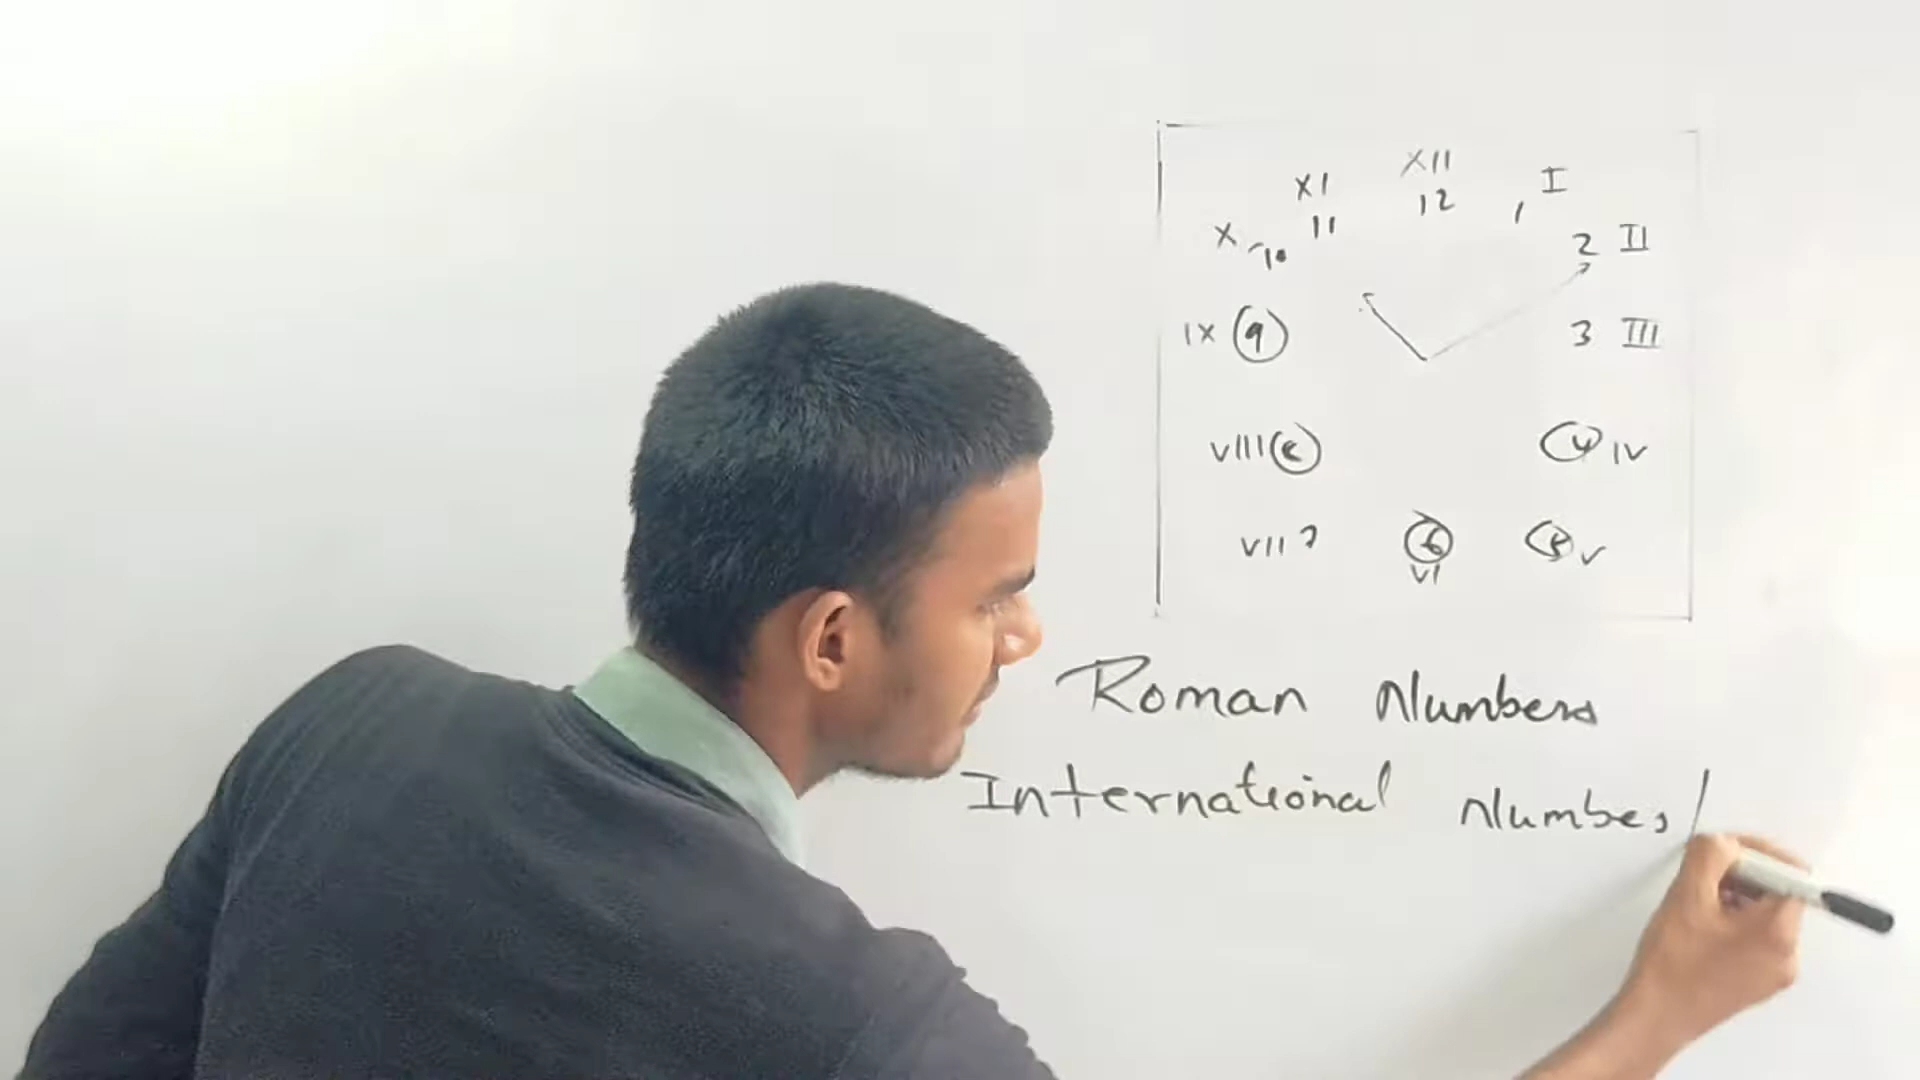 XII
XI 12 I
X 11 1
10 2 II
IX 9 3 III
VIII 8 4 IV
VII 7 6 5 V
VI
Roman Numbers
International Numbes/